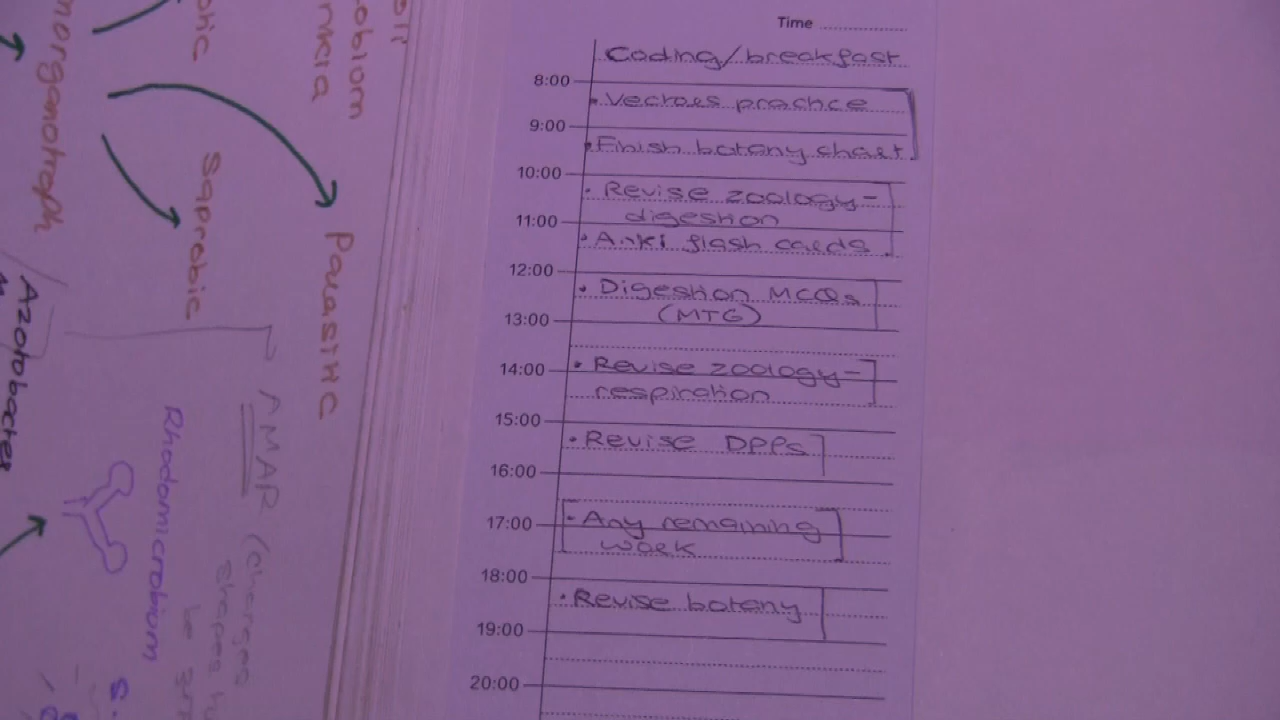 Time
Coding/breakfast
8:00
• Vectors practice
9:00
• Finish botany chart
10:00
• Revise zoology-
digestion
11:00
• Anki flash cards
12:00
• Digestion MCQs
(MTG)
13:00
14:00
• Revise zoology-
respiration
15:00
• Revise DPPs
16:00
17:00
- Any remaining
work
18:00
• Revise botany
19:00
20:00
Saprobic
Parasitic
Azotobacter
AMAR (changes
shapes
Rhodomicrobium